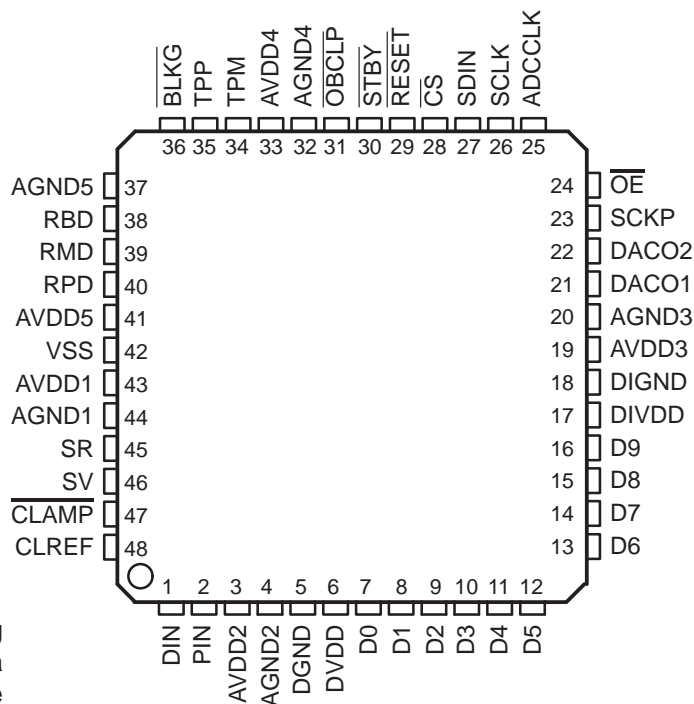 BLKG
TPP
TPM
AVDD4
AGND4
OBCLP
STBY
RESET
CS
SDIN
SCLK
ADCCLK
36 35 34 33 32 31 30 29 28 27 26 25
AGND5 37
RBD 38
RMD 39
RPD 40
AVDD5 41
VSS 42
AVDD1 43
AGND1 44
SR 45
SV 46
CLAMP 47
CLREF 48
24 OE
23 SCKP
22 DACO2
21 DACO1
20 AGND3
19 AVDD3
18 DIGND
17 DIVDD
16 D9
15 D8
14 D7
13 D6
1 2 3 4 5 6 7 8 9 10 11 12
DIN
PIN
AVDD2
AGND2
DGND
DVDD
D0
D1
D2
D3
D4
D5
g
a
e